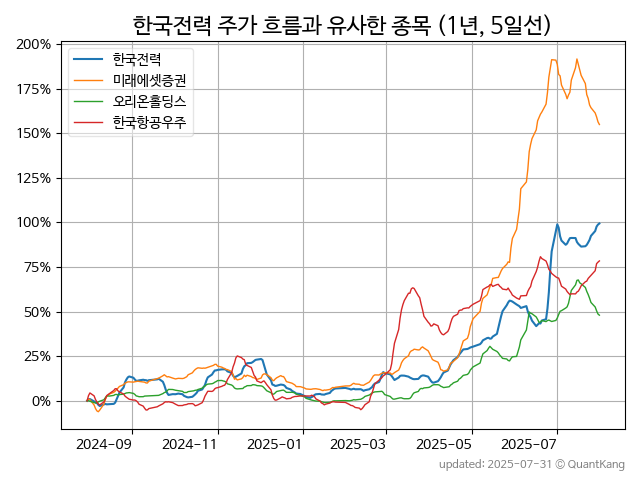 한국전력 주가 흐름과 유사한 종목 (1년, 5일선)
200%
175%
150%
125%
100%
75%
50%
25%
0%
한국전력
미래에셋증권
오리온홀딩스
한국항공우주
2024-09 2024-11 2025-01 2025-03 2025-05 2025-07
updated: 2025-07-31 © QuantKang